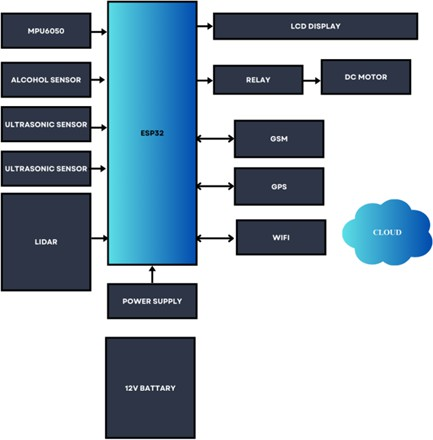 MPU6050
LCD DISPLAY
ALCOHOL SENSOR
RELAY
DC MOTOR
ULTRASONIC SENSOR
ESP32
GSM
ULTRASONIC SENSOR
GPS
LIDAR
WIFI
CLOUD
POWER SUPPLY
12V BATTARY